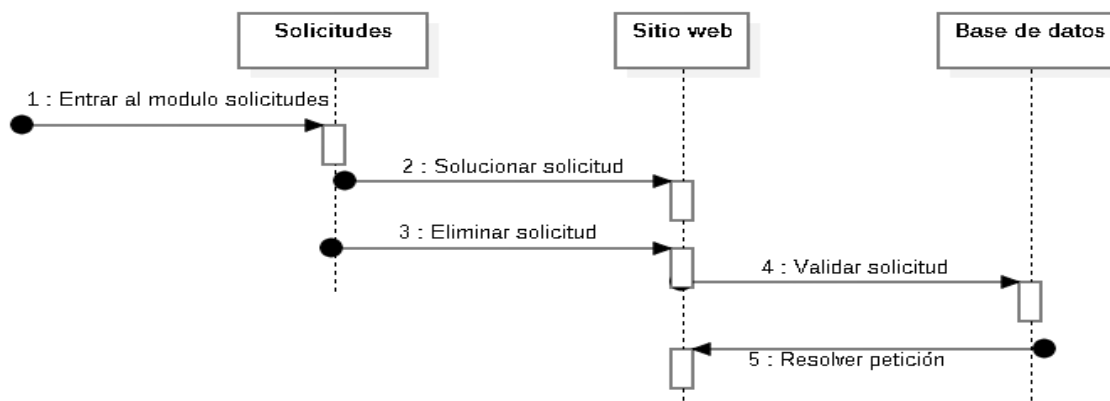 Solicitudes
Sitio web
Base de datos
1 : Entrar al modulo solicitudes
2 : Solucionar solicitud
3 : Eliminar solicitud
4 : Validar solicitud
5 : Resolver petición